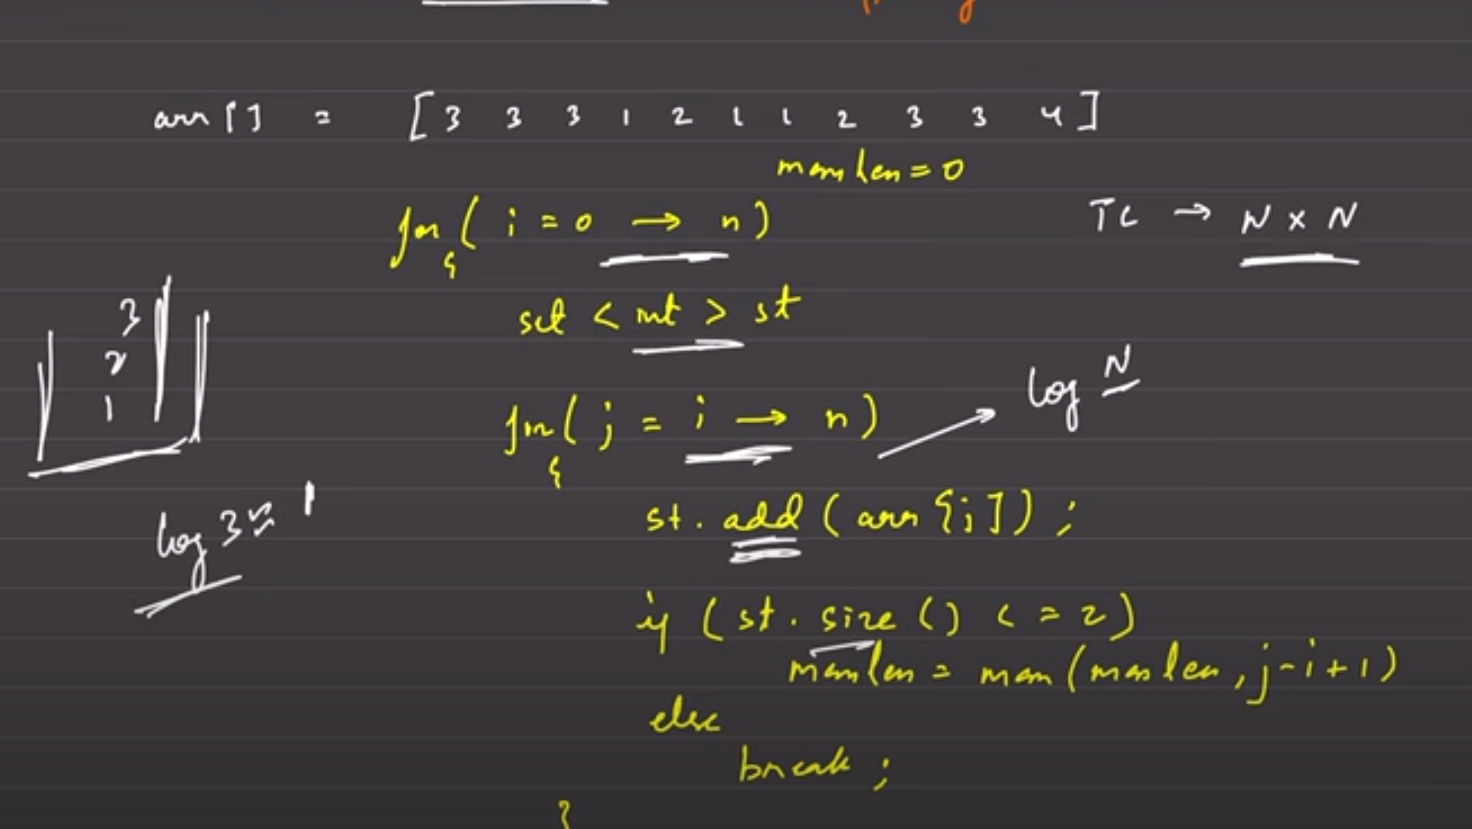 arr[] = [3 3 3 1 2 1 1 2 3 3 4]
maxlen = 0
for( i = 0 → n)
{
TC → N x N
set < int > st
3
2
1
for( j = i → n)
{
log N
log 3 ≈ 1
st. add (arr[j]);
if (st. size() <= 2)
maxlen = max(maxlen, j-i+1)
else
break;
}